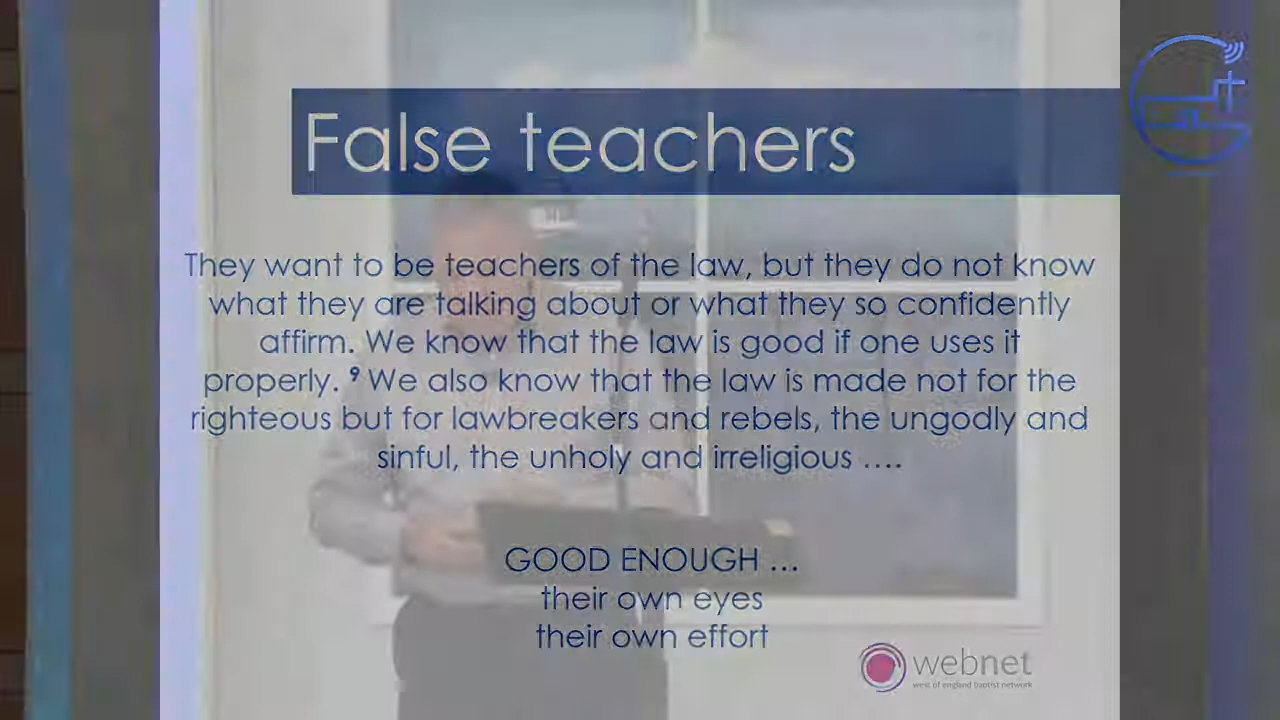 False teachers
They want to be teachers of the law, but they do not know
what they are talking about or what they so confidently
affirm. We know that the law is good if one uses it
properly. ⁹ We also know that the law is made not for the
righteous but for lawbreakers and rebels, the ungodly and
sinful, the unholy and irreligious ….
GOOD ENOUGH …
their own eyes
their own effort
webnet
west of england baptist network